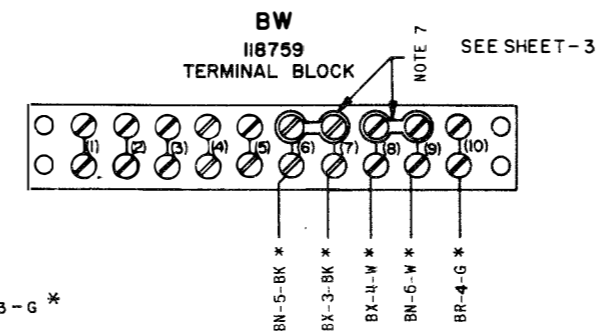 BW
118759
TERMINAL BLOCK
NOTE 7
SEE SHEET-3
(1) (2) (3) (4) (5) (6) (7) (8) (9) (10)
BN-5-BK *
BX-3-BK *
BX-4-W *
BN-6-W *
BR-4-G *
3-G *